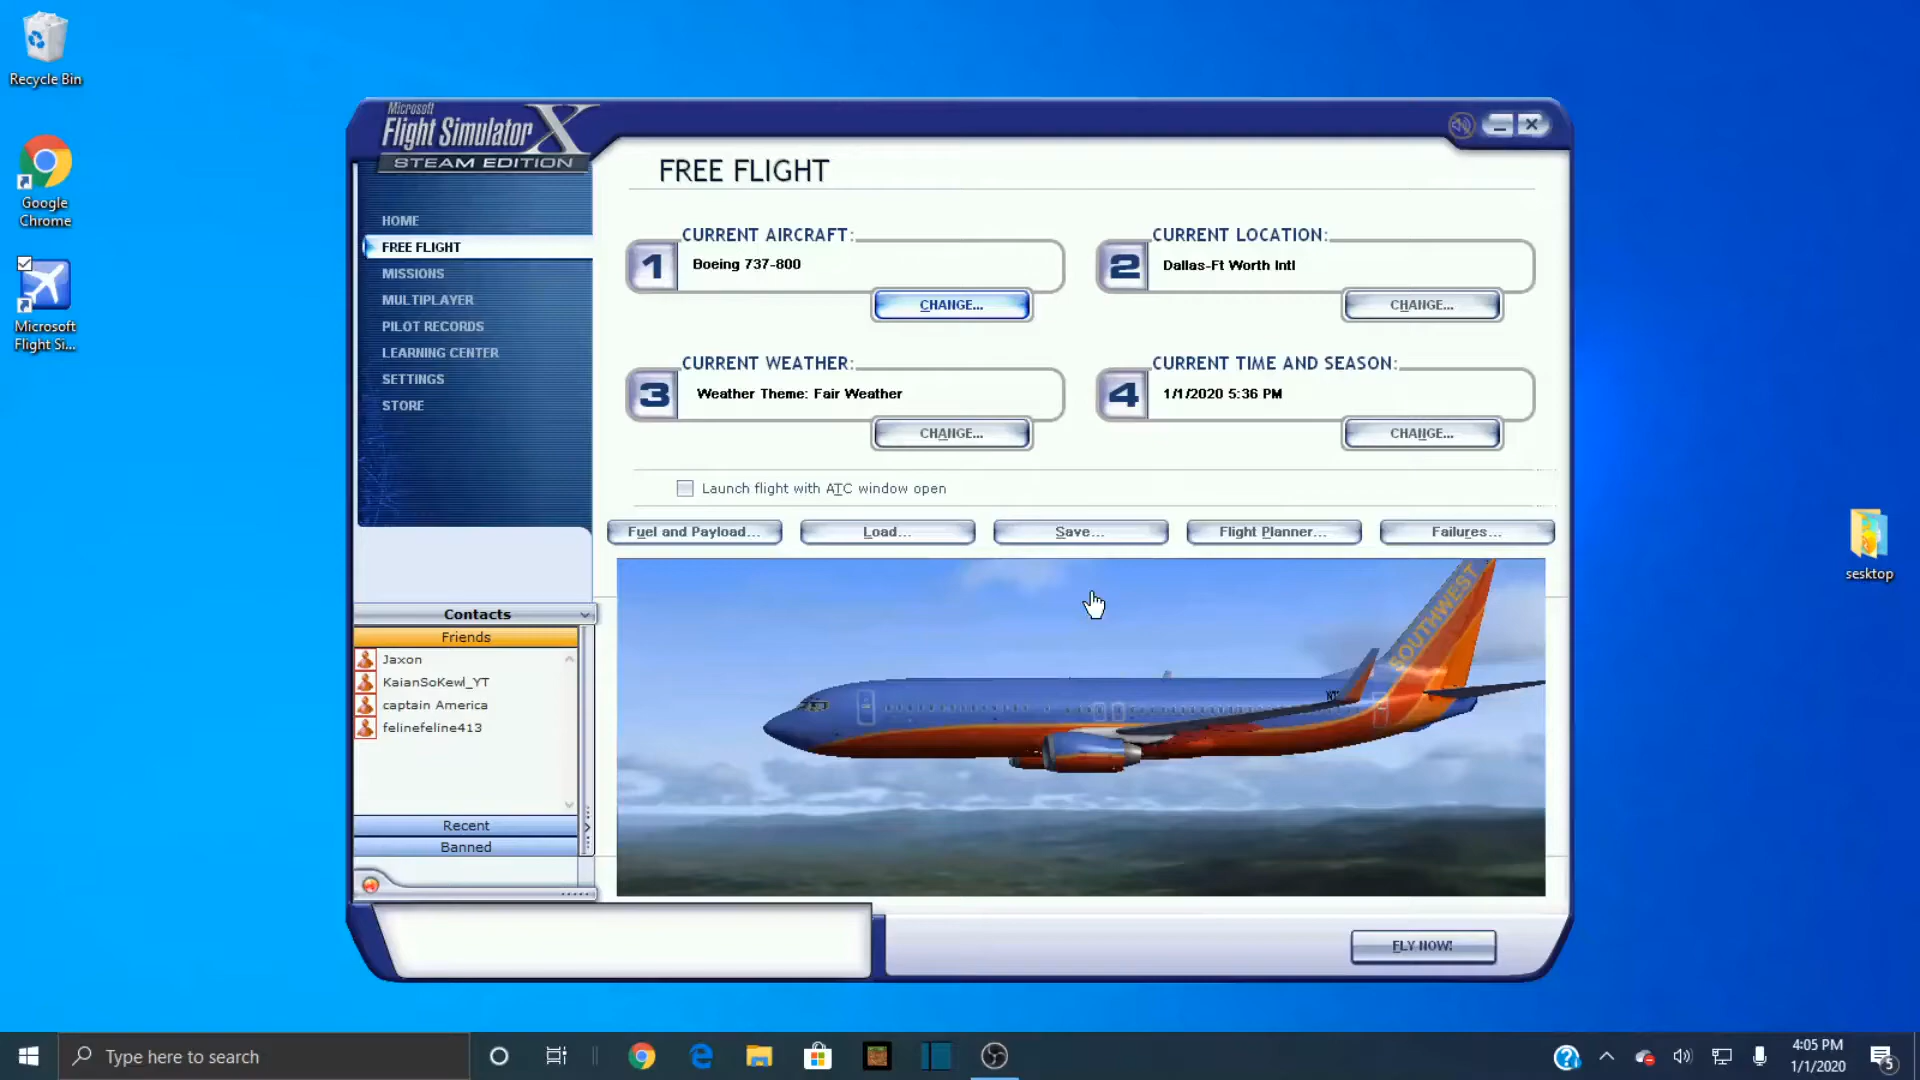 Recycle Bin
Google
Chrome
Microsoft
Flight Si...
sesktop
Microsoft
Flight Simulator X
STEAM EDITION
HOME
FREE FLIGHT
MISSIONS
MULTIPLAYER
PILOT RECORDS
LEARNING CENTER
SETTINGS
STORE
FREE FLIGHT
1
CURRENT AIRCRAFT:
Boeing 737-800
CHANGE...
2
CURRENT LOCATION:
Dallas-Ft Worth Intl
CHANGE...
3
CURRENT WEATHER:
Weather Theme: Fair Weather
CHANGE...
4
CURRENT TIME AND SEASON:
1/1/2020 5:36 PM
CHANGE...
Launch flight with ATC window open
Fuel and Payload...
Load...
Save...
Flight Planner...
Failures...
SOUTHWEST
Contacts
Friends
Jaxon
KaianSoKewl_YT
captain America
felinefeline413
Recent
Banned
FLY NOW!
Type here to search
4:05 PM
1/1/2020
5